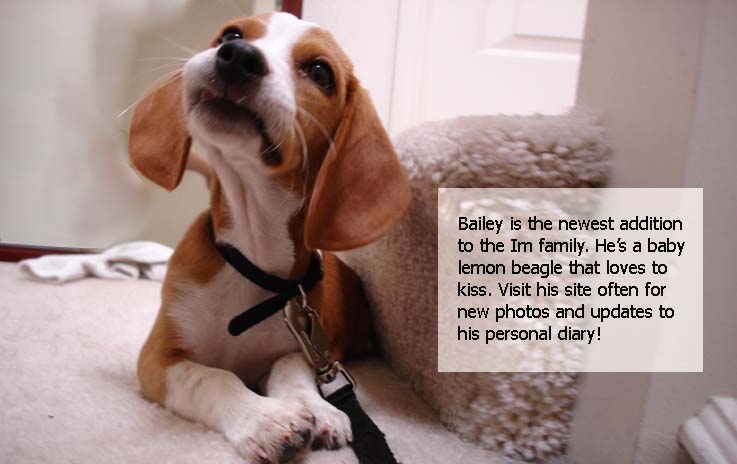 Bailey is the newest addition
to the Im family. He's a baby
lemon beagle that loves to
kiss. Visit his site often for
new photos and updates to
his personal diary!